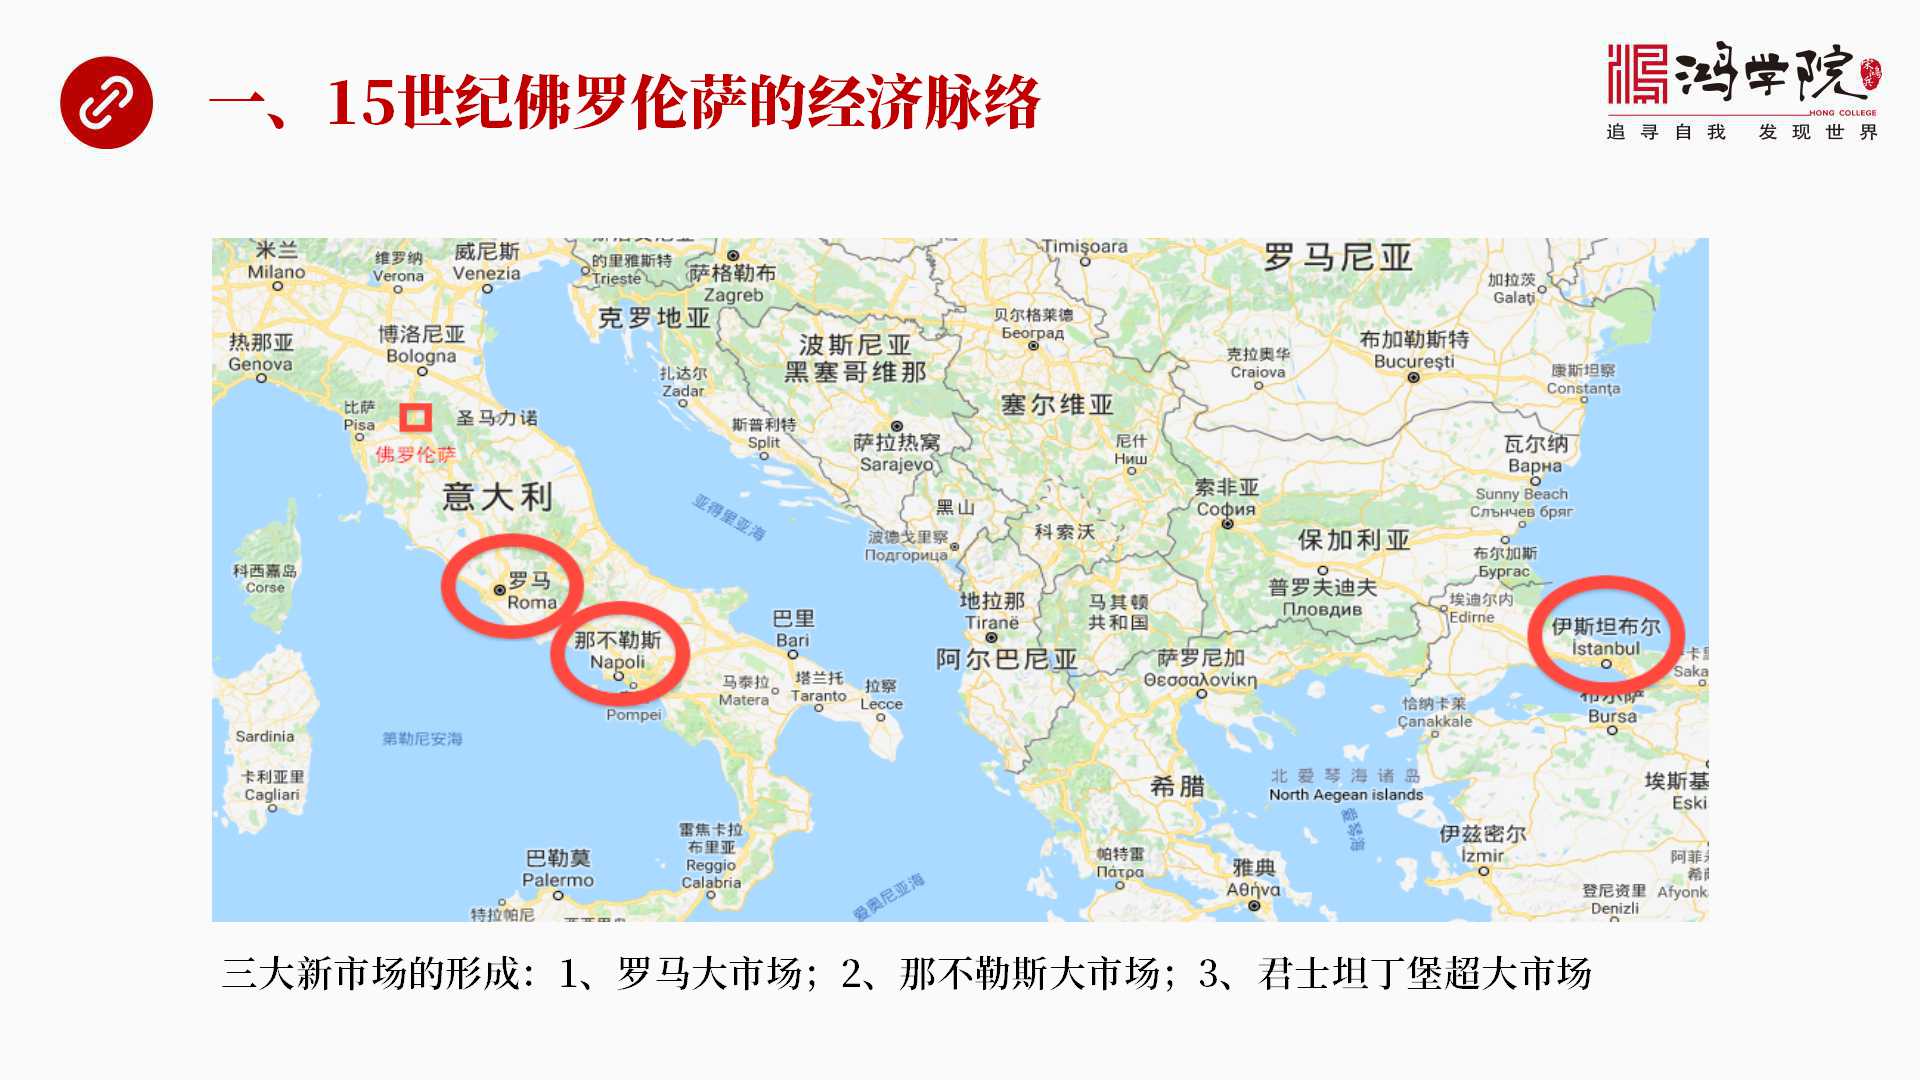 一、15世纪佛罗伦萨的经济脉络
鸿学院
宋鸿兵
HONG COLLEGE
追寻自我 发现世界
米兰
Milano
维罗纳
Verona
威尼斯
Venezia
的里雅斯特
Trieste
萨格勒布
Zagreb
Timișoara
罗马尼亚
加拉茨
Galați
热那亚
Genova
博洛尼亚
Bologna
克罗地亚
波斯尼亚
黑塞哥维那
贝尔格莱德
Београд
克拉奥华
Craiova
布加勒斯特
București
康斯坦察
Constanța
比萨
Pisa
佛罗伦萨
圣马力诺
扎达尔
Zadar
斯普利特
Split
萨拉热窝
Sarajevo
塞尔维亚
尼什
Ниш
瓦尔纳
Варна
意大利
亚得里亚海
黑山
波德戈里察
Подгорица
科索沃
索非亚
София
Sunny Beach
Слънчев бряг
保加利亚
布尔加斯
Бургас
科西嘉岛
Corse
罗马
Roma
那不勒斯
Napoli
Pompei
巴里
Bari
地拉那
Tiranë
马其顿
共和国
普罗夫迪夫
Пловдив
埃迪尔内
Edirne
伊斯坦布尔
İstanbul
阿尔巴尼亚
萨罗尼加
Θεσσαλονίκη
马泰拉
Matera
塔兰托
Taranto
拉察
Lecce
恰纳卡莱
Çanakkale
布尔萨
Bursa
Sardinia
第勒尼安海
卡利亚里
Cagliari
希腊
北爱琴海诸岛
North Aegean islands
爱琴海
埃斯基
Eski
雷焦卡拉
布里亚
Reggio
Calabria
伊兹密尔
İzmir
巴勒莫
Palermo
帕特雷
Πάτρα
雅典
Αθήνα
登尼资里
Denizli
Afyonk
特拉帕尼
爱奥尼亚海
三大新市场的形成：1、罗马大市场；2、那不勒斯大市场；3、君士坦丁堡超大市场